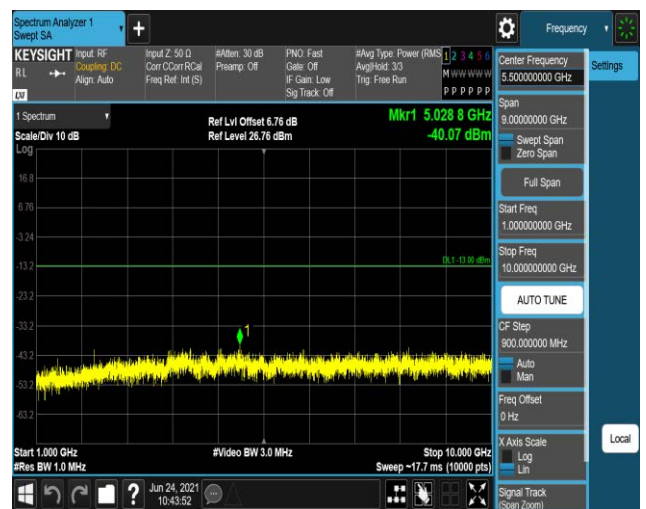 Spectrum Analyzer 1
Swept SA
+
Frequency
KEYSIGHT
RL
LXI
Input: RF
Coupling: DC
Align: Auto
Input Z: 50 Ω
Corr CCorr RCal
Freq Ref: Int (S)
#Atten: 30 dB
Preamp: Off
PNO: Fast
Gate: Off
IF Gain: Low
Sig Track: Off
#Avg Type: Power (RMS
Avg|Hold: 3/3
Trig: Free Run
1 2 3 4 5 6
M W W W W W
P P P P P P
Center Frequency
5.500000000 GHz
Settings
Span
9.00000000 GHz
Swept Span
Zero Span
Full Span
Start Freq
1.000000000 GHz
Stop Freq
10.000000000 GHz
AUTO TUNE
CF Step
900.000000 MHz
Auto
Man
Freq Offset
0 Hz
X Axis Scale
Log
Lin
Local
Signal Track
(Span Zoom)
1 Spectrum
Scale/Div 10 dB
Log
Ref Lvl Offset 6.76 dB
Ref Level 26.76 dBm
Mkr1 5.028 8 GHz
-40.07 dBm
16.8
6.76
-3.24
-13.2
-23.2
-33.2
-43.2
-53.2
-63.2
DL1 -13.00 dBm
1
Start 1.000 GHz
#Res BW 1.0 MHz
#Video BW 3.0 MHz
Stop 10.000 GHz
Sweep ~17.7 ms (10000 pts)
?
Jun 24, 2021
10:43:52